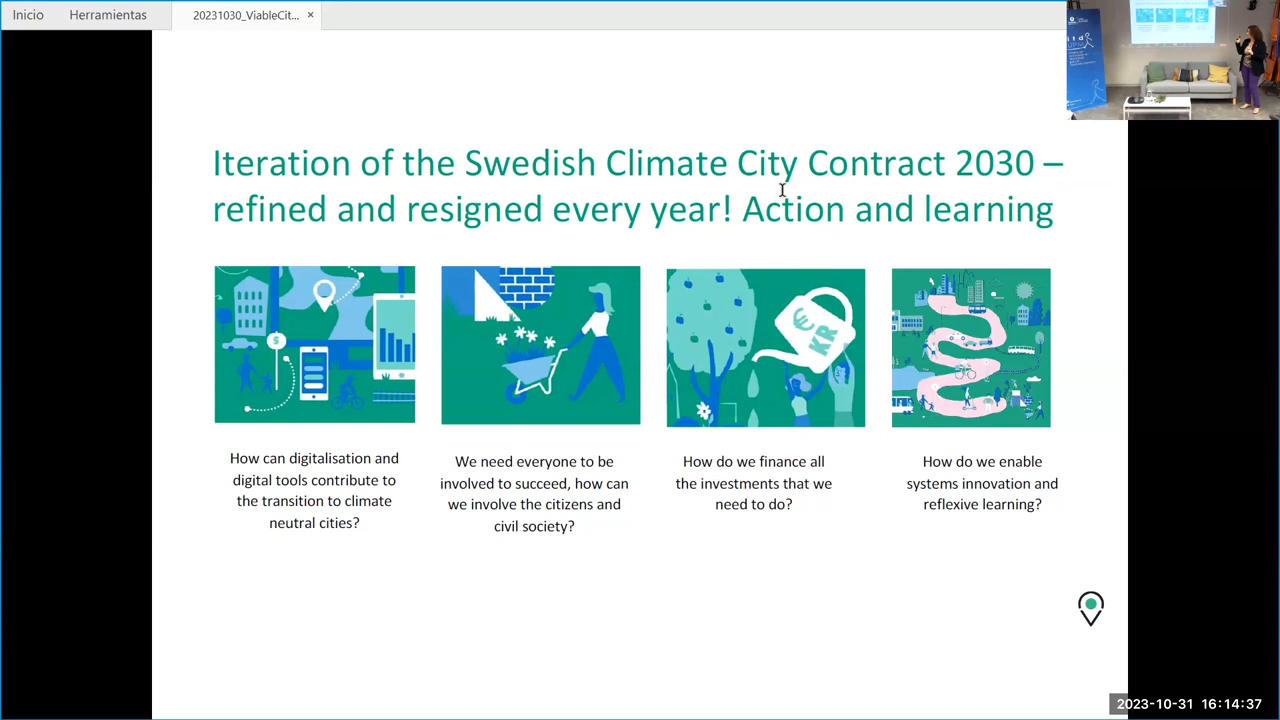 Inicio
Herramientas
20231030_ViableCit... ×
Iteration of the Swedish Climate City Contract 2030 –
refined and resigned every year! Action and learning
$
€
KR
How can digitalisation and
digital tools contribute to
the transition to climate
neutral cities?
We need everyone to be
involved to succeed, how can
we involve the citizens and
civil society?
How do we finance all
the investments that we
need to do?
How do we enable
systems innovation and
reflexive learning?
2023-10-31 16:14:37